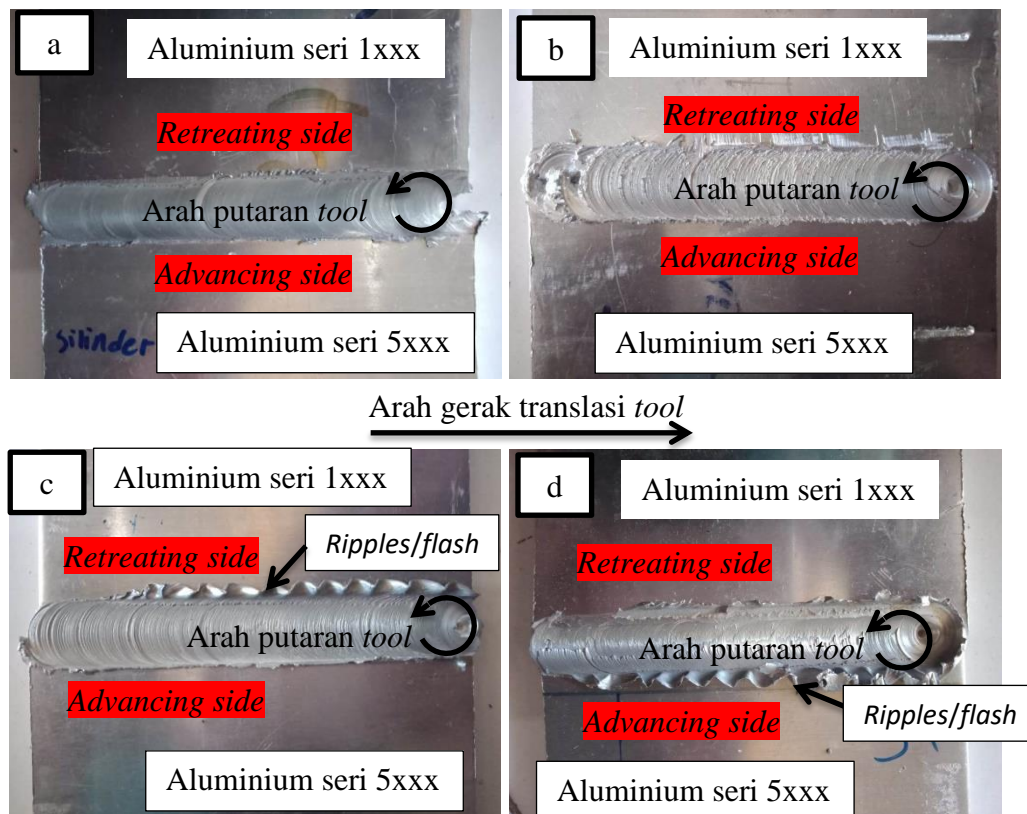 a
Aluminium seri 1xxx
Retreating side
Arah putaran tool
Advancing side
silinder
Aluminium seri 5xxx
b
Aluminium seri 1xxx
Retreating side
Arah putaran tool
Advancing side
Aluminium seri 5xxx
Arah gerak translasi tool
c
Aluminium seri 1xxx
Retreating side
Ripples/flash
Arah putaran tool
Advancing side
Aluminium seri 5xxx
d
Aluminium seri 1xxx
Retreating side
Arah putaran tool
Advancing side
Ripples/flash
Aluminium seri 5xxx